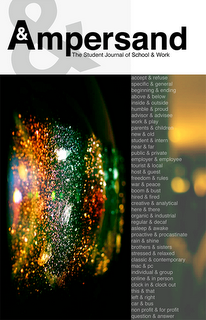 &
&
Ampersand
The Student Journal of School & Work
accept & refuse
specific & general
beginning & ending
above & below
inside & outside
humble & proud
advisor & advisee
work & play
parents & children
new & old
student & intern
near & far
public & private
employer & employee
tourist & local
host & guest
freedom & rules
war & peace
boom & bust
hired & fired
creative & analytical
here & there
organic & industrial
regular & decaf
asleep & awake
proactive & procrastinate
rain & shine
brothers & sisters
stressed & relaxed
classic & contemporary
mac & pc
individual & group
online & in person
clock in & clock out
this & that
left & right
car & bus
non profit & for profit
question & answer